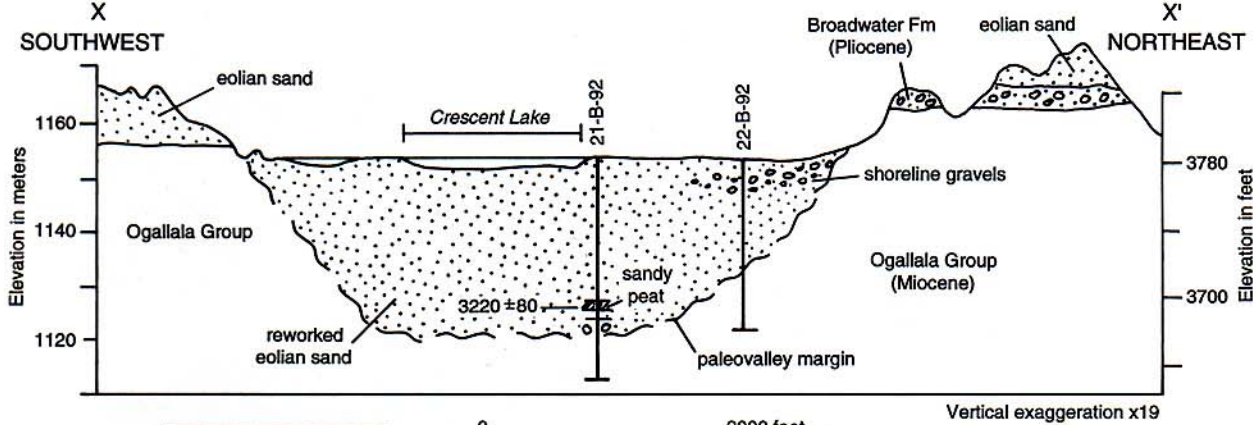 X
SOUTHWEST
X'
NORTHEAST
Broadwater Fm
(Pliocene)
eolian sand
eolian sand
Crescent Lake
21-B-92
22-B-92
1160
1140
1120
Elevation in meters
3780
3700
Elevation in feet
shoreline gravels
Ogallala Group
Ogallala Group
(Miocene)
sandy
peat
3220 ±80
reworked
eolian sand
paleovalley margin
Vertical exaggeration x19